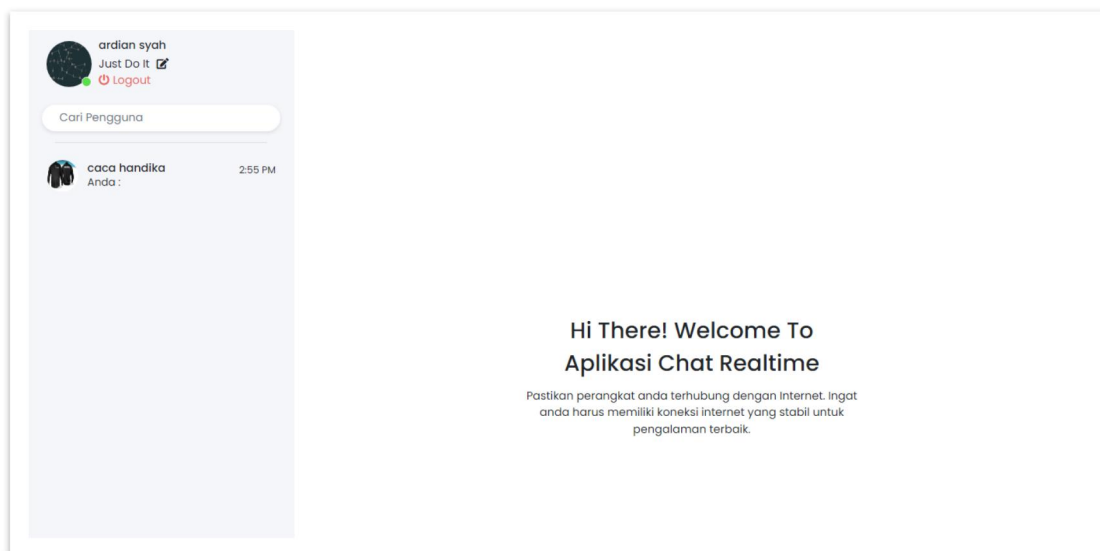 ardian syah
Just Do It
Logout
Cari Pengguna
caca handika
2:55 PM
Anda :
Hi There! Welcome To
Aplikasi Chat Realtime
Pastikan perangkat anda terhubung dengan Internet. Ingat
anda harus memiliki koneksi internet yang stabil untuk
pengalaman terbaik.